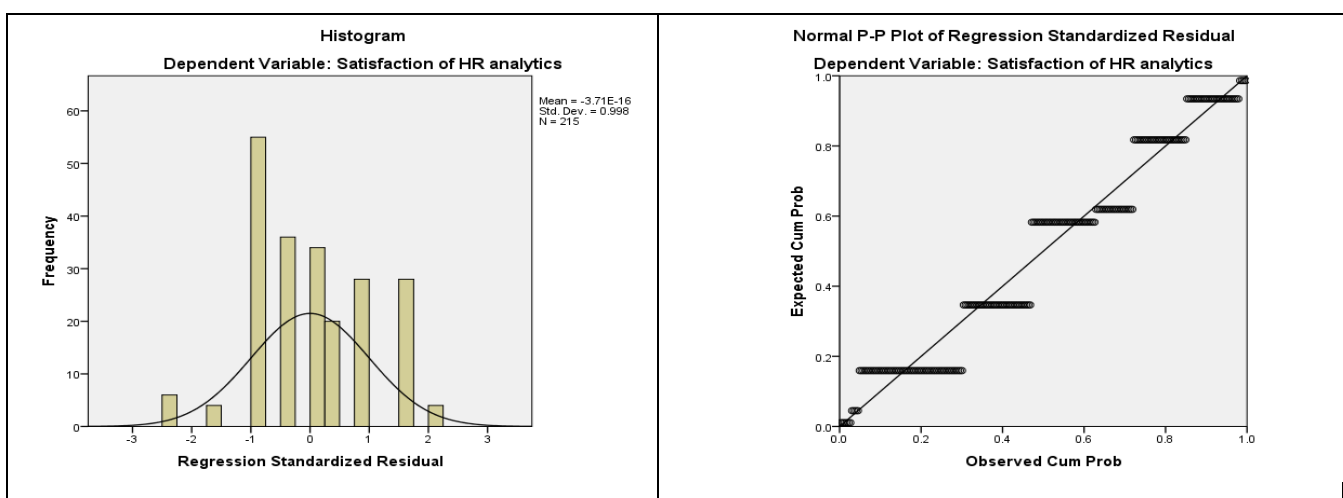 Histogram
Dependent Variable: Satisfaction of HR analytics
Mean = -3.71E-16
Std. Dev. = 0.998
N = 215
Frequency
60
50
40
30
20
10
0
-3 -2 -1 0 1 2 3
Regression Standardized Residual
Normal P-P Plot of Regression Standardized Residual
Dependent Variable: Satisfaction of HR analytics
Expected Cum Prob
1.0
0.8
0.6
0.4
0.2
0.0
0.0 0.2 0.4 0.6 0.8 1.0
Observed Cum Prob